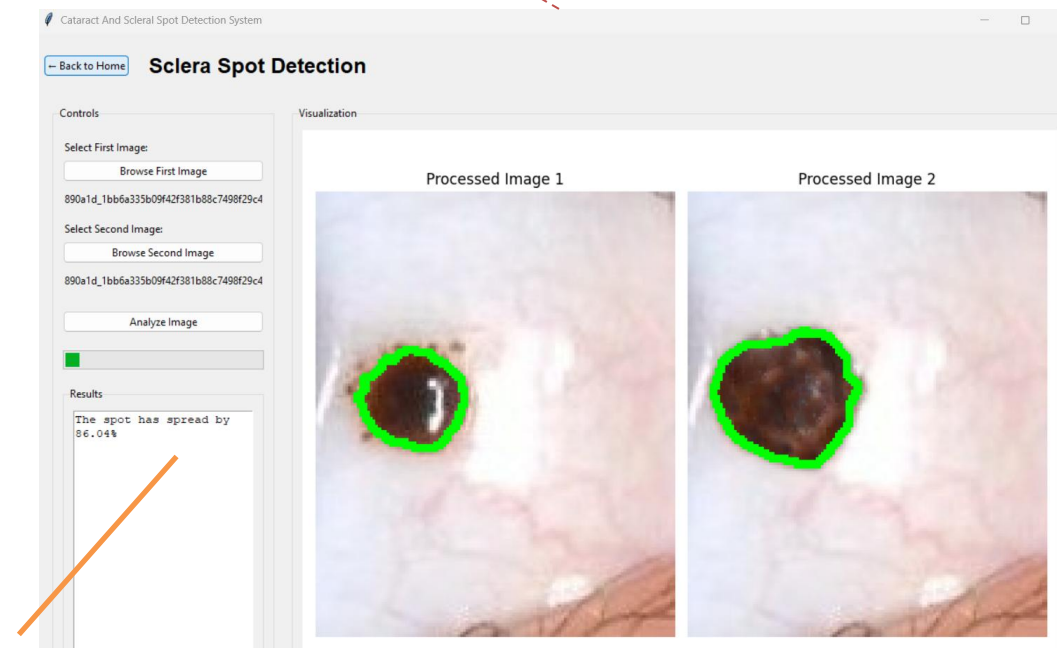 Cataract And Scleral Spot Detection System
← Back to Home
Sclera Spot Detection
Controls
Select First Image:
Browse First Image
890a1d_1bb6a335b09f42f381b88c7498f29c4
Select Second Image:
Browse Second Image
890a1d_1bb6a335b09f42f381b88c7498f29c4
Analyze Image
Results
The spot has spread by
86.04%
Visualization
Processed Image 1
Processed Image 2